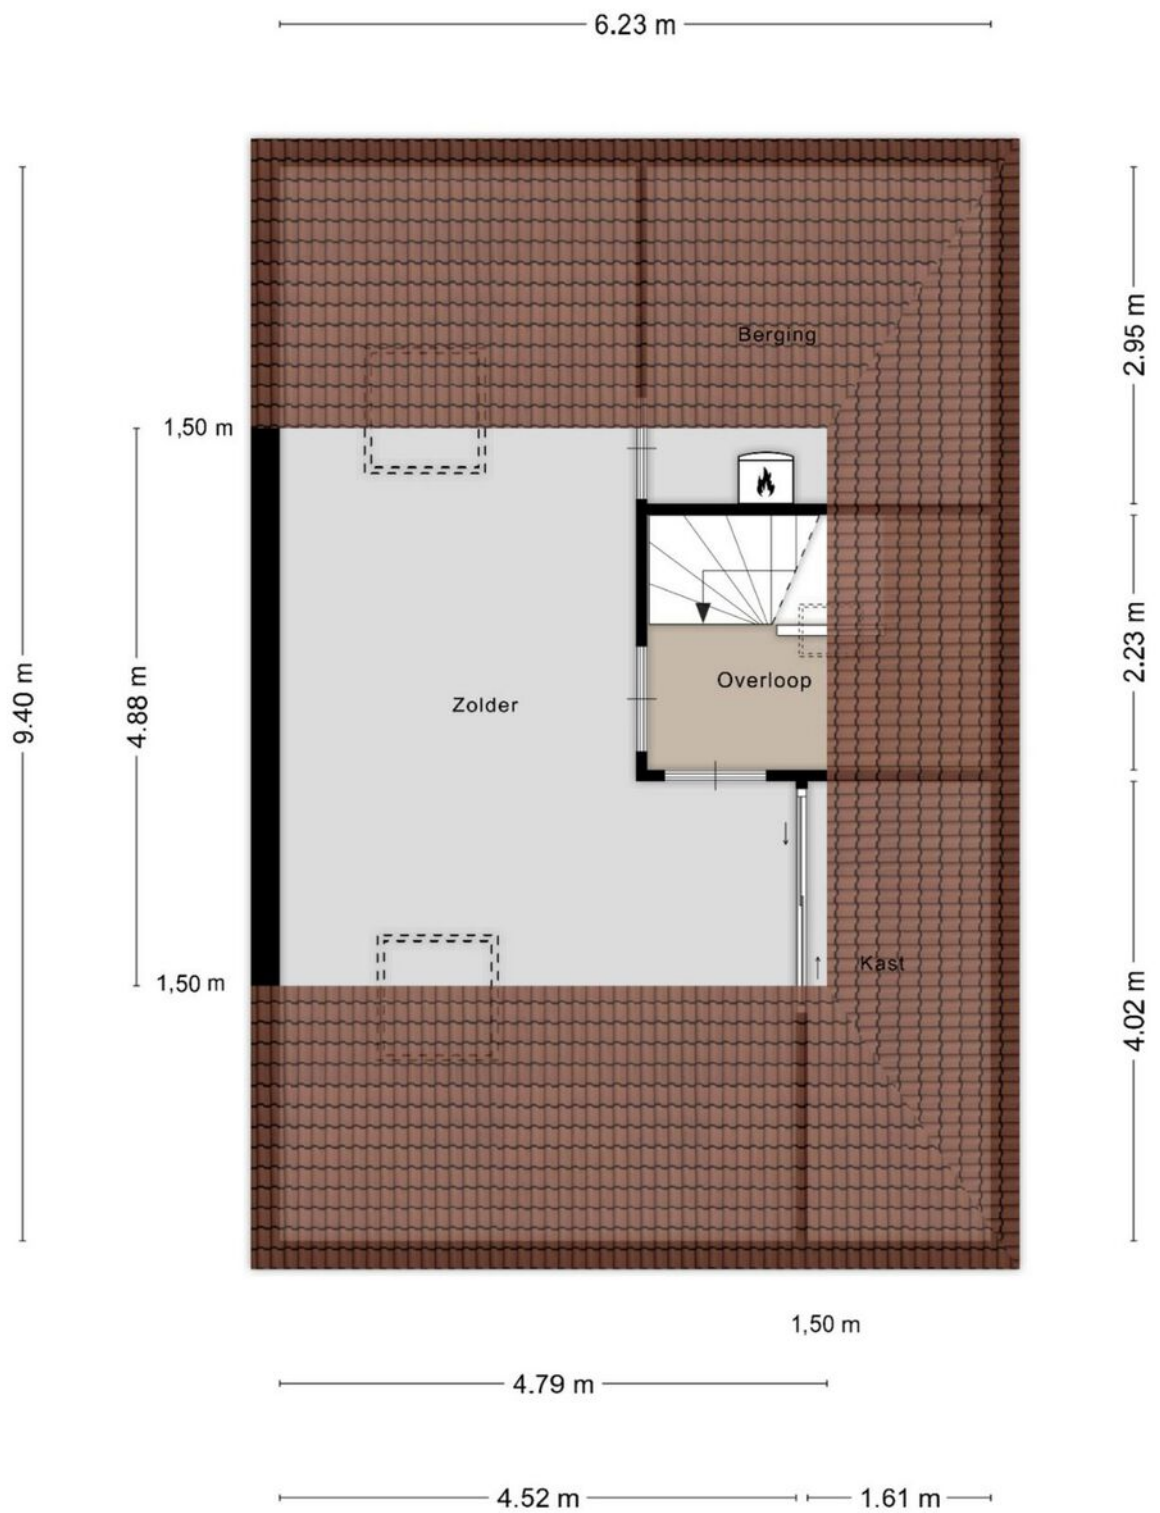 6.23 m
Berging
2.95 m
1,50 m
2.23 m
9.40 m
4.88 m
Overloop
Zolder
Kast
1,50 m
4.02 m
1,50 m
4.79 m
4.52 m
1.61 m